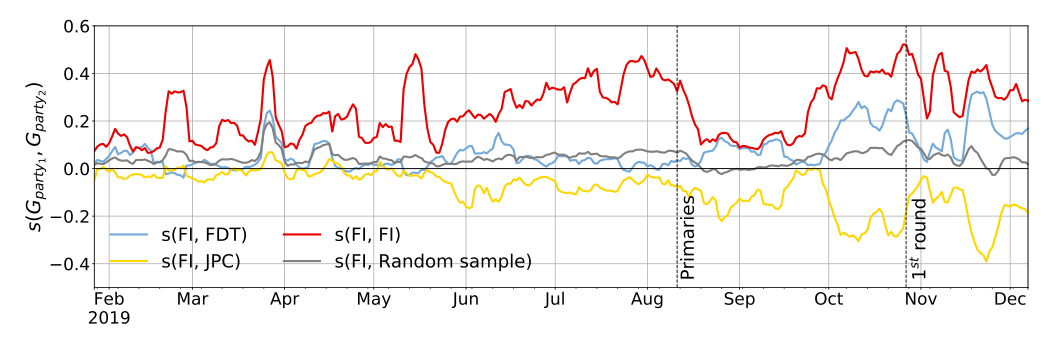 0.6
0.4
0.2
0.0
−0.2
−0.4
s(G_party₁, G_party₂)
s(FI, FDT)
s(FI, JPC)
s(FI, FI)
s(FI, Random sample)
Primaries
1st round
Feb Mar Apr May Jun Jul Aug Sep Oct Nov Dec
2019